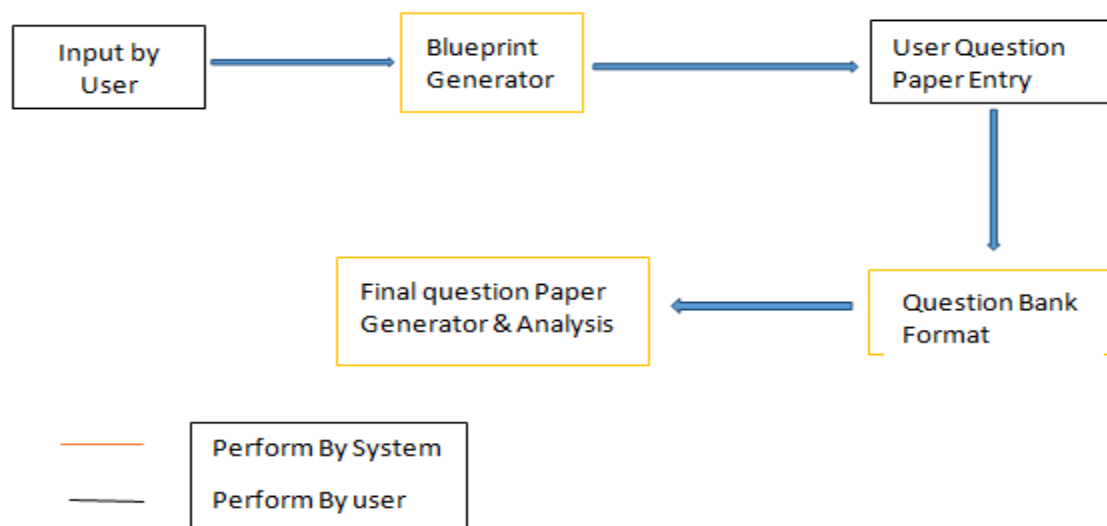 Input by
User
Blueprint
Generator
User Question
Paper Entry
Final question Paper
Generator & Analysis
Question Bank
Format
Perform By System
Perform By user